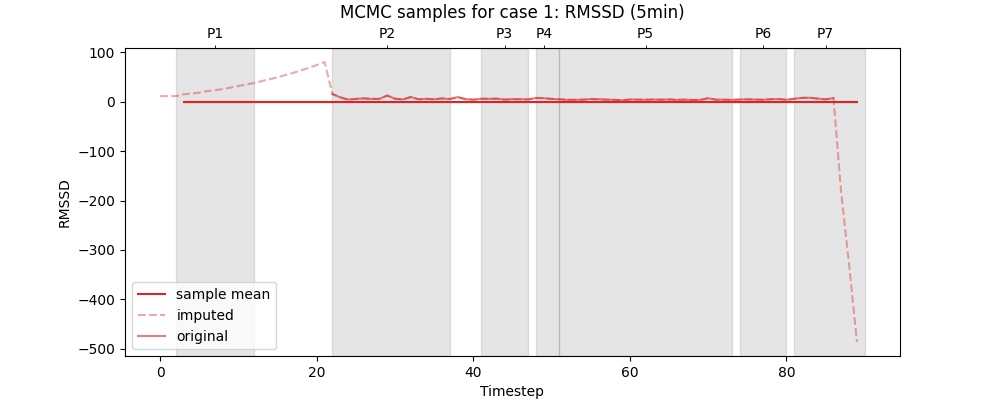 MCMC samples for case 1: RMSSD (5min)
P1 P2 P3 P4 P5 P6 P7
100
0
−100
−200
−300
−400
−500
RMSSD
sample mean
imputed
original
0 20 40 60 80
Timestep